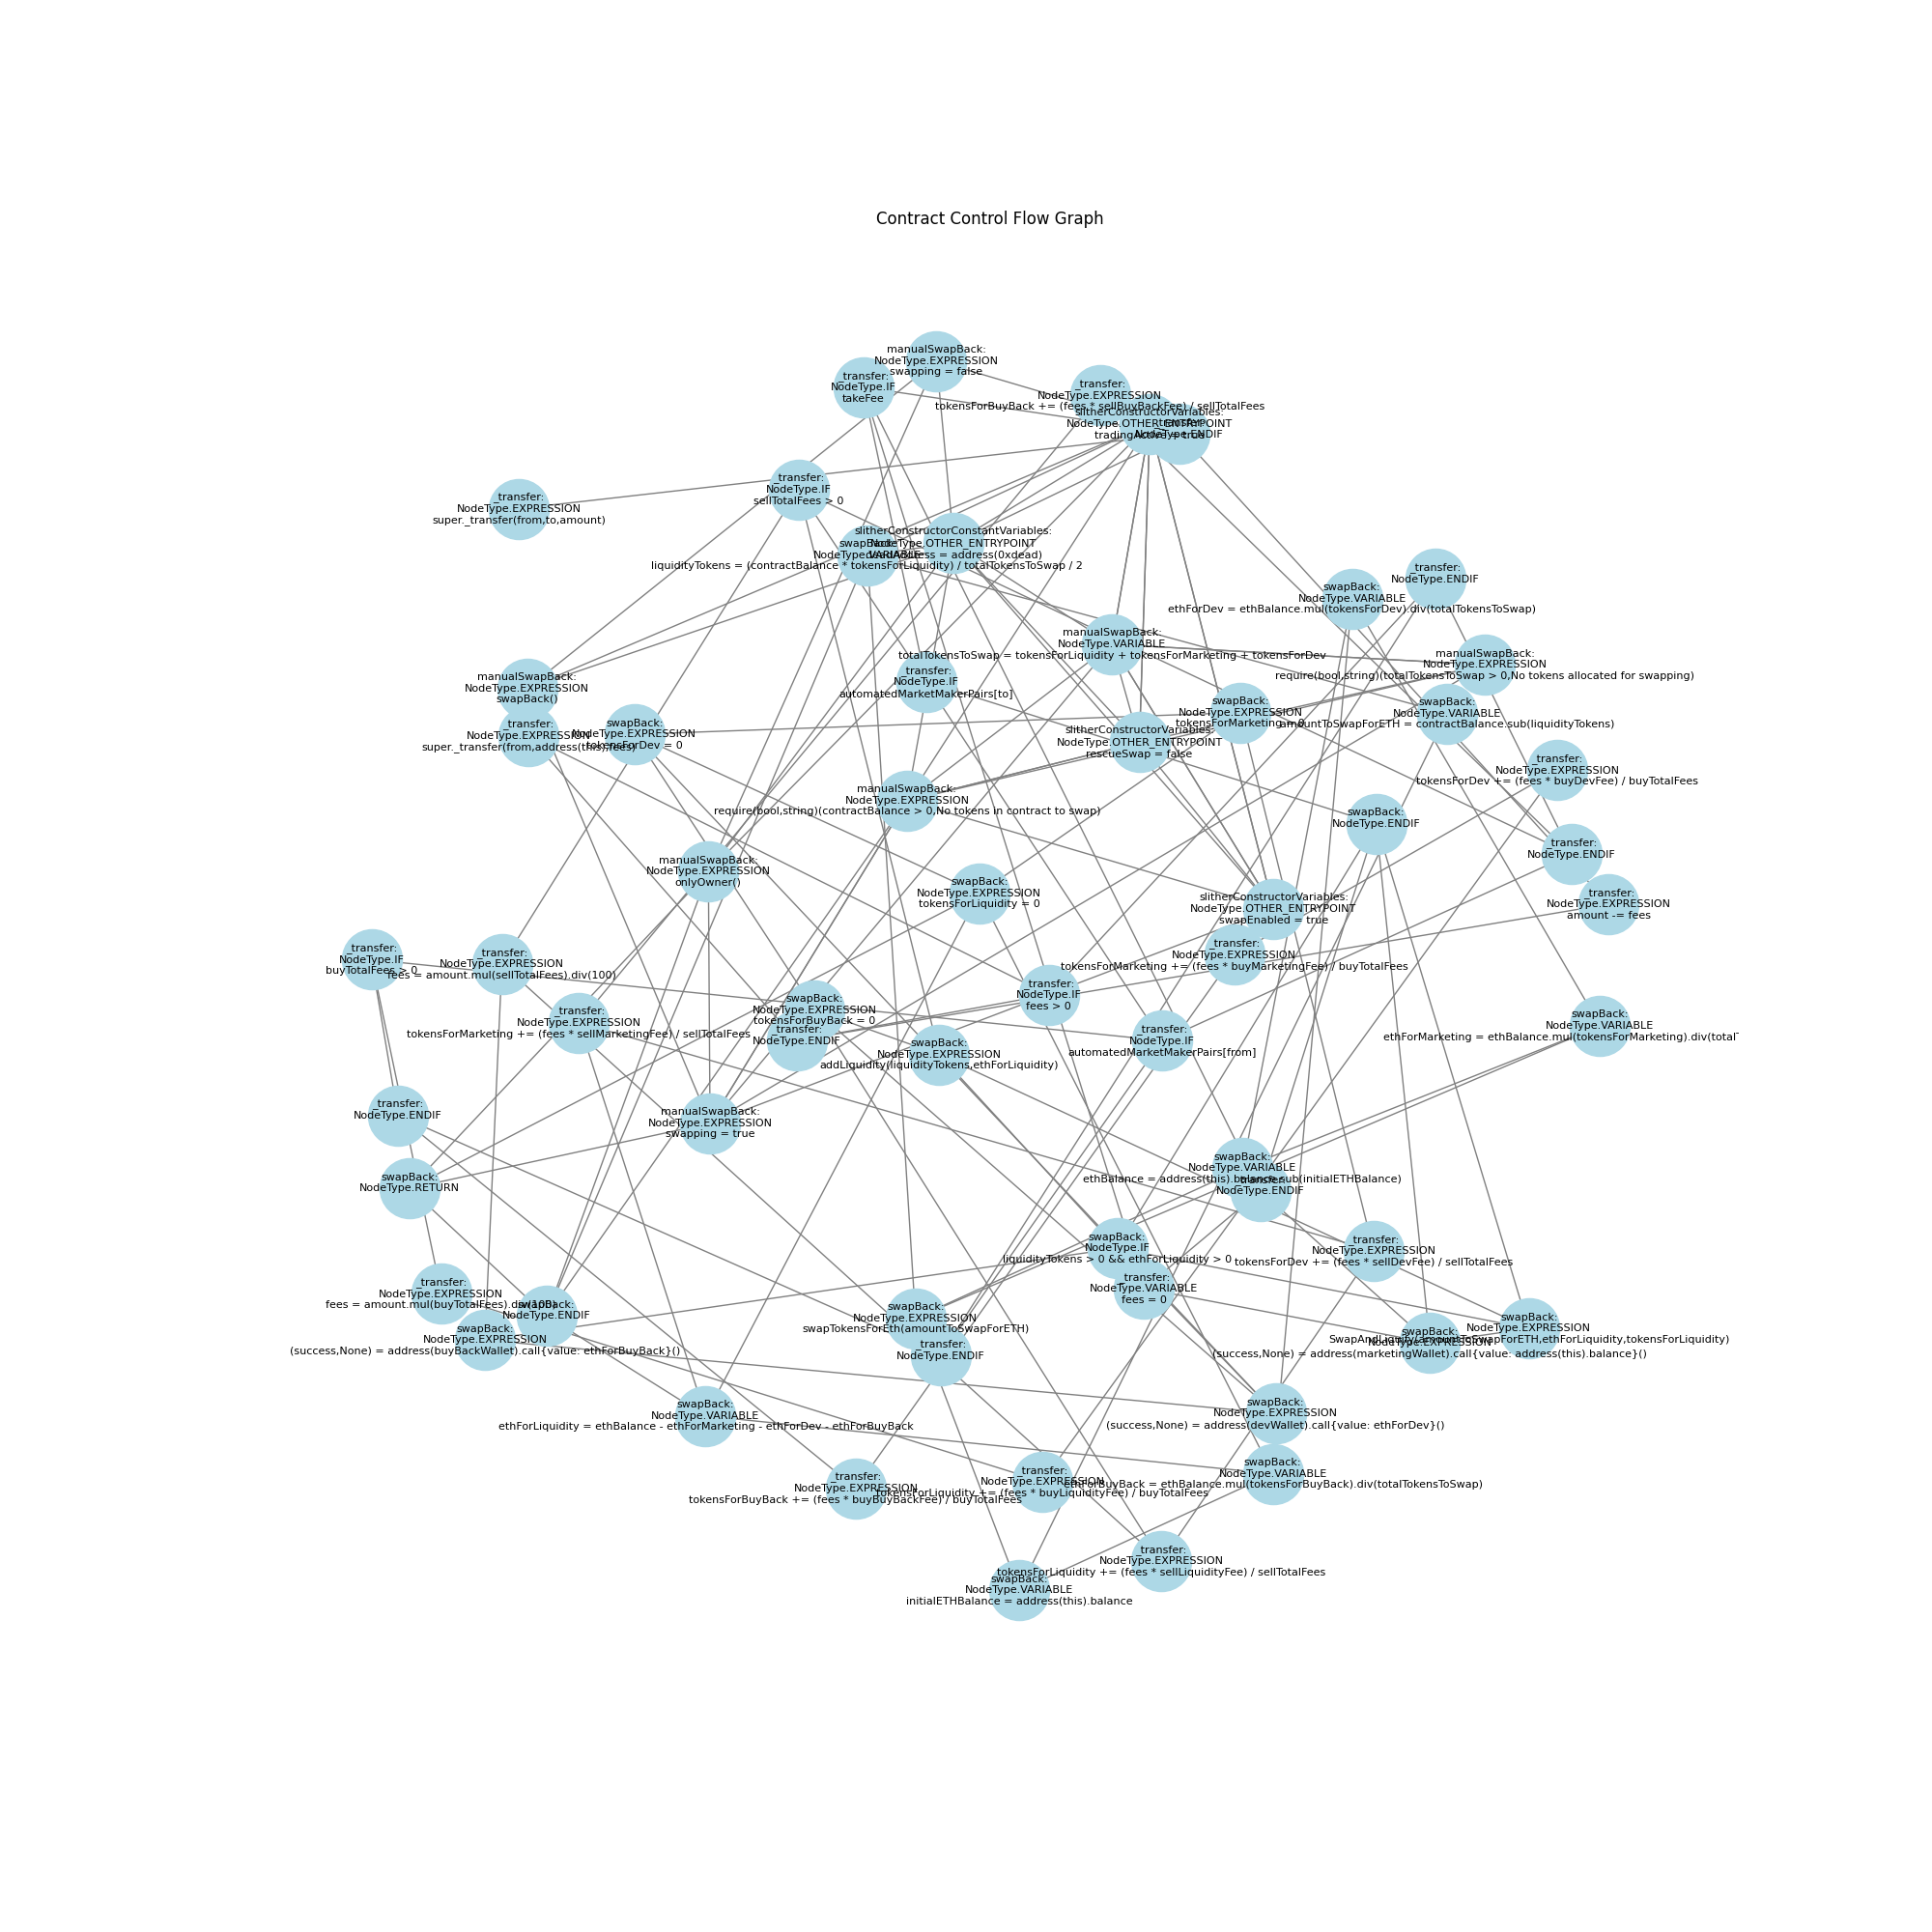 Contract Control Flow Graph
manualSwapBack:
NodeType.EXPRESSION
swapping = false
_transfer:
NodeType.IF
takeFee
_transfer:
NodeType.EXPRESSION
tokensForBuyBack += (fees * sellBuyBackFee) / sellTotalFees
slitherConstructorVariables:
NodeType.OTHER_ENTRYPOINT
tradingActive = true
_transfer:
NodeType.ENDIF
_transfer:
NodeType.IF
sellTotalFees > 0
_transfer:
NodeType.EXPRESSION
super._transfer(from,to,amount)
slitherConstructorConstantVariables:
NodeType.OTHER_ENTRYPOINT
deadAddress = address(0xdead)
swapBack:
NodeType.VARIABLE
liquidityTokens = (contractBalance * tokensForLiquidity) / totalTokensToSwap / 2
_transfer:
NodeType.ENDIF
swapBack:
NodeType.VARIABLE
ethForDev = ethBalance.mul(tokensForDev).div(totalTokensToSwap)
manualSwapBack:
NodeType.VARIABLE
totalTokensToSwap = tokensForLiquidity + tokensForMarketing + tokensForDev
manualSwapBack:
NodeType.EXPRESSION
require(bool,string)(totalTokensToSwap > 0,No tokens allocated for swapping)
_transfer:
NodeType.IF
automatedMarketMakerPairs[to]
manualSwapBack:
NodeType.EXPRESSION
swapBack()
swapBack:
NodeType.EXPRESSION
tokensForMarketing = 0
swapBack:
NodeType.VARIABLE
amountToSwapForETH = contractBalance.sub(liquidityTokens)
_transfer:
NodeType.EXPRESSION
super._transfer(from,address(this),fees)
swapBack:
NodeType.EXPRESSION
tokensForDev = 0
slitherConstructorVariables:
NodeType.OTHER_ENTRYPOINT
rescueSwap = false
_transfer:
NodeType.EXPRESSION
tokensForDev += (fees * buyDevFee) / buyTotalFees
manualSwapBack:
NodeType.EXPRESSION
require(bool,string)(contractBalance > 0,No tokens in contract to swap)
swapBack:
NodeType.ENDIF
_transfer:
NodeType.ENDIF
manualSwapBack:
NodeType.EXPRESSION
onlyOwner()
swapBack:
NodeType.EXPRESSION
tokensForLiquidity = 0
slitherConstructorVariables:
NodeType.OTHER_ENTRYPOINT
swapEnabled = true
_transfer:
NodeType.EXPRESSION
amount -= fees
_transfer:
NodeType.IF
buyTotalFees > 0
_transfer:
NodeType.EXPRESSION
fees = amount.mul(sellTotalFees).div(100)
_transfer:
NodeType.EXPRESSION
tokensForMarketing += (fees * buyMarketingFee) / buyTotalFees
_transfer:
NodeType.IF
fees > 0
_transfer:
NodeType.EXPRESSION
tokensForMarketing += (fees * sellMarketingFee) / sellTotalFees
swapBack:
NodeType.EXPRESSION
tokensForBuyBack = 0
_transfer:
NodeType.ENDIF
swapBack:
NodeType.VARIABLE
ethForMarketing = ethBalance.mul(tokensForMarketing).div(total
_transfer:
NodeType.IF
automatedMarketMakerPairs[from]
swapBack:
NodeType.EXPRESSION
addLiquidity(liquidityTokens,ethForLiquidity)
_transfer:
NodeType.ENDIF
manualSwapBack:
NodeType.EXPRESSION
swapping = true
swapBack:
NodeType.RETURN
swapBack:
NodeType.VARIABLE
ethBalance = address(this).balance.sub(initialETHBalance)
_transfer:
NodeType.ENDIF
swapBack:
NodeType.IF
liquidityTokens > 0 && ethForLiquidity > 0
_transfer:
NodeType.EXPRESSION
tokensForDev += (fees * sellDevFee) / sellTotalFees
_transfer:
NodeType.VARIABLE
fees = 0
_transfer:
NodeType.EXPRESSION
fees = amount.mul(buyTotalFees).div(100)
swapBack:
NodeType.ENDIF
swapBack:
NodeType.EXPRESSION
(success,None) = address(buyBackWallet).call{value: ethForBuyBack}()
swapBack:
NodeType.EXPRESSION
swapTokensForEth(amountToSwapForETH)
_transfer:
NodeType.ENDIF
swapBack:
NodeType.EXPRESSION
SwapAndLiquify(amountToSwapForETH,ethForLiquidity,tokensForLiquidity)
swapBack:
NodeType.EXPRESSION
(success,None) = address(marketingWallet).call{value: address(this).balance}()
swapBack:
NodeType.VARIABLE
ethForLiquidity = ethBalance - ethForMarketing - ethForDev - ethForBuyBack
swapBack:
NodeType.EXPRESSION
(success,None) = address(devWallet).call{value: ethForDev}()
swapBack:
NodeType.VARIABLE
ethForBuyBack = ethBalance.mul(tokensForBuyBack).div(totalTokensToSwap)
_transfer:
NodeType.EXPRESSION
tokensForBuyBack += (fees * buyBuyBackFee) / buyTotalFees
_transfer:
NodeType.EXPRESSION
tokensForLiquidity += (fees * buyLiquidityFee) / buyTotalFees
_transfer:
NodeType.EXPRESSION
tokensForLiquidity += (fees * sellLiquidityFee) / sellTotalFees
swapBack:
NodeType.VARIABLE
initialETHBalance = address(this).balance